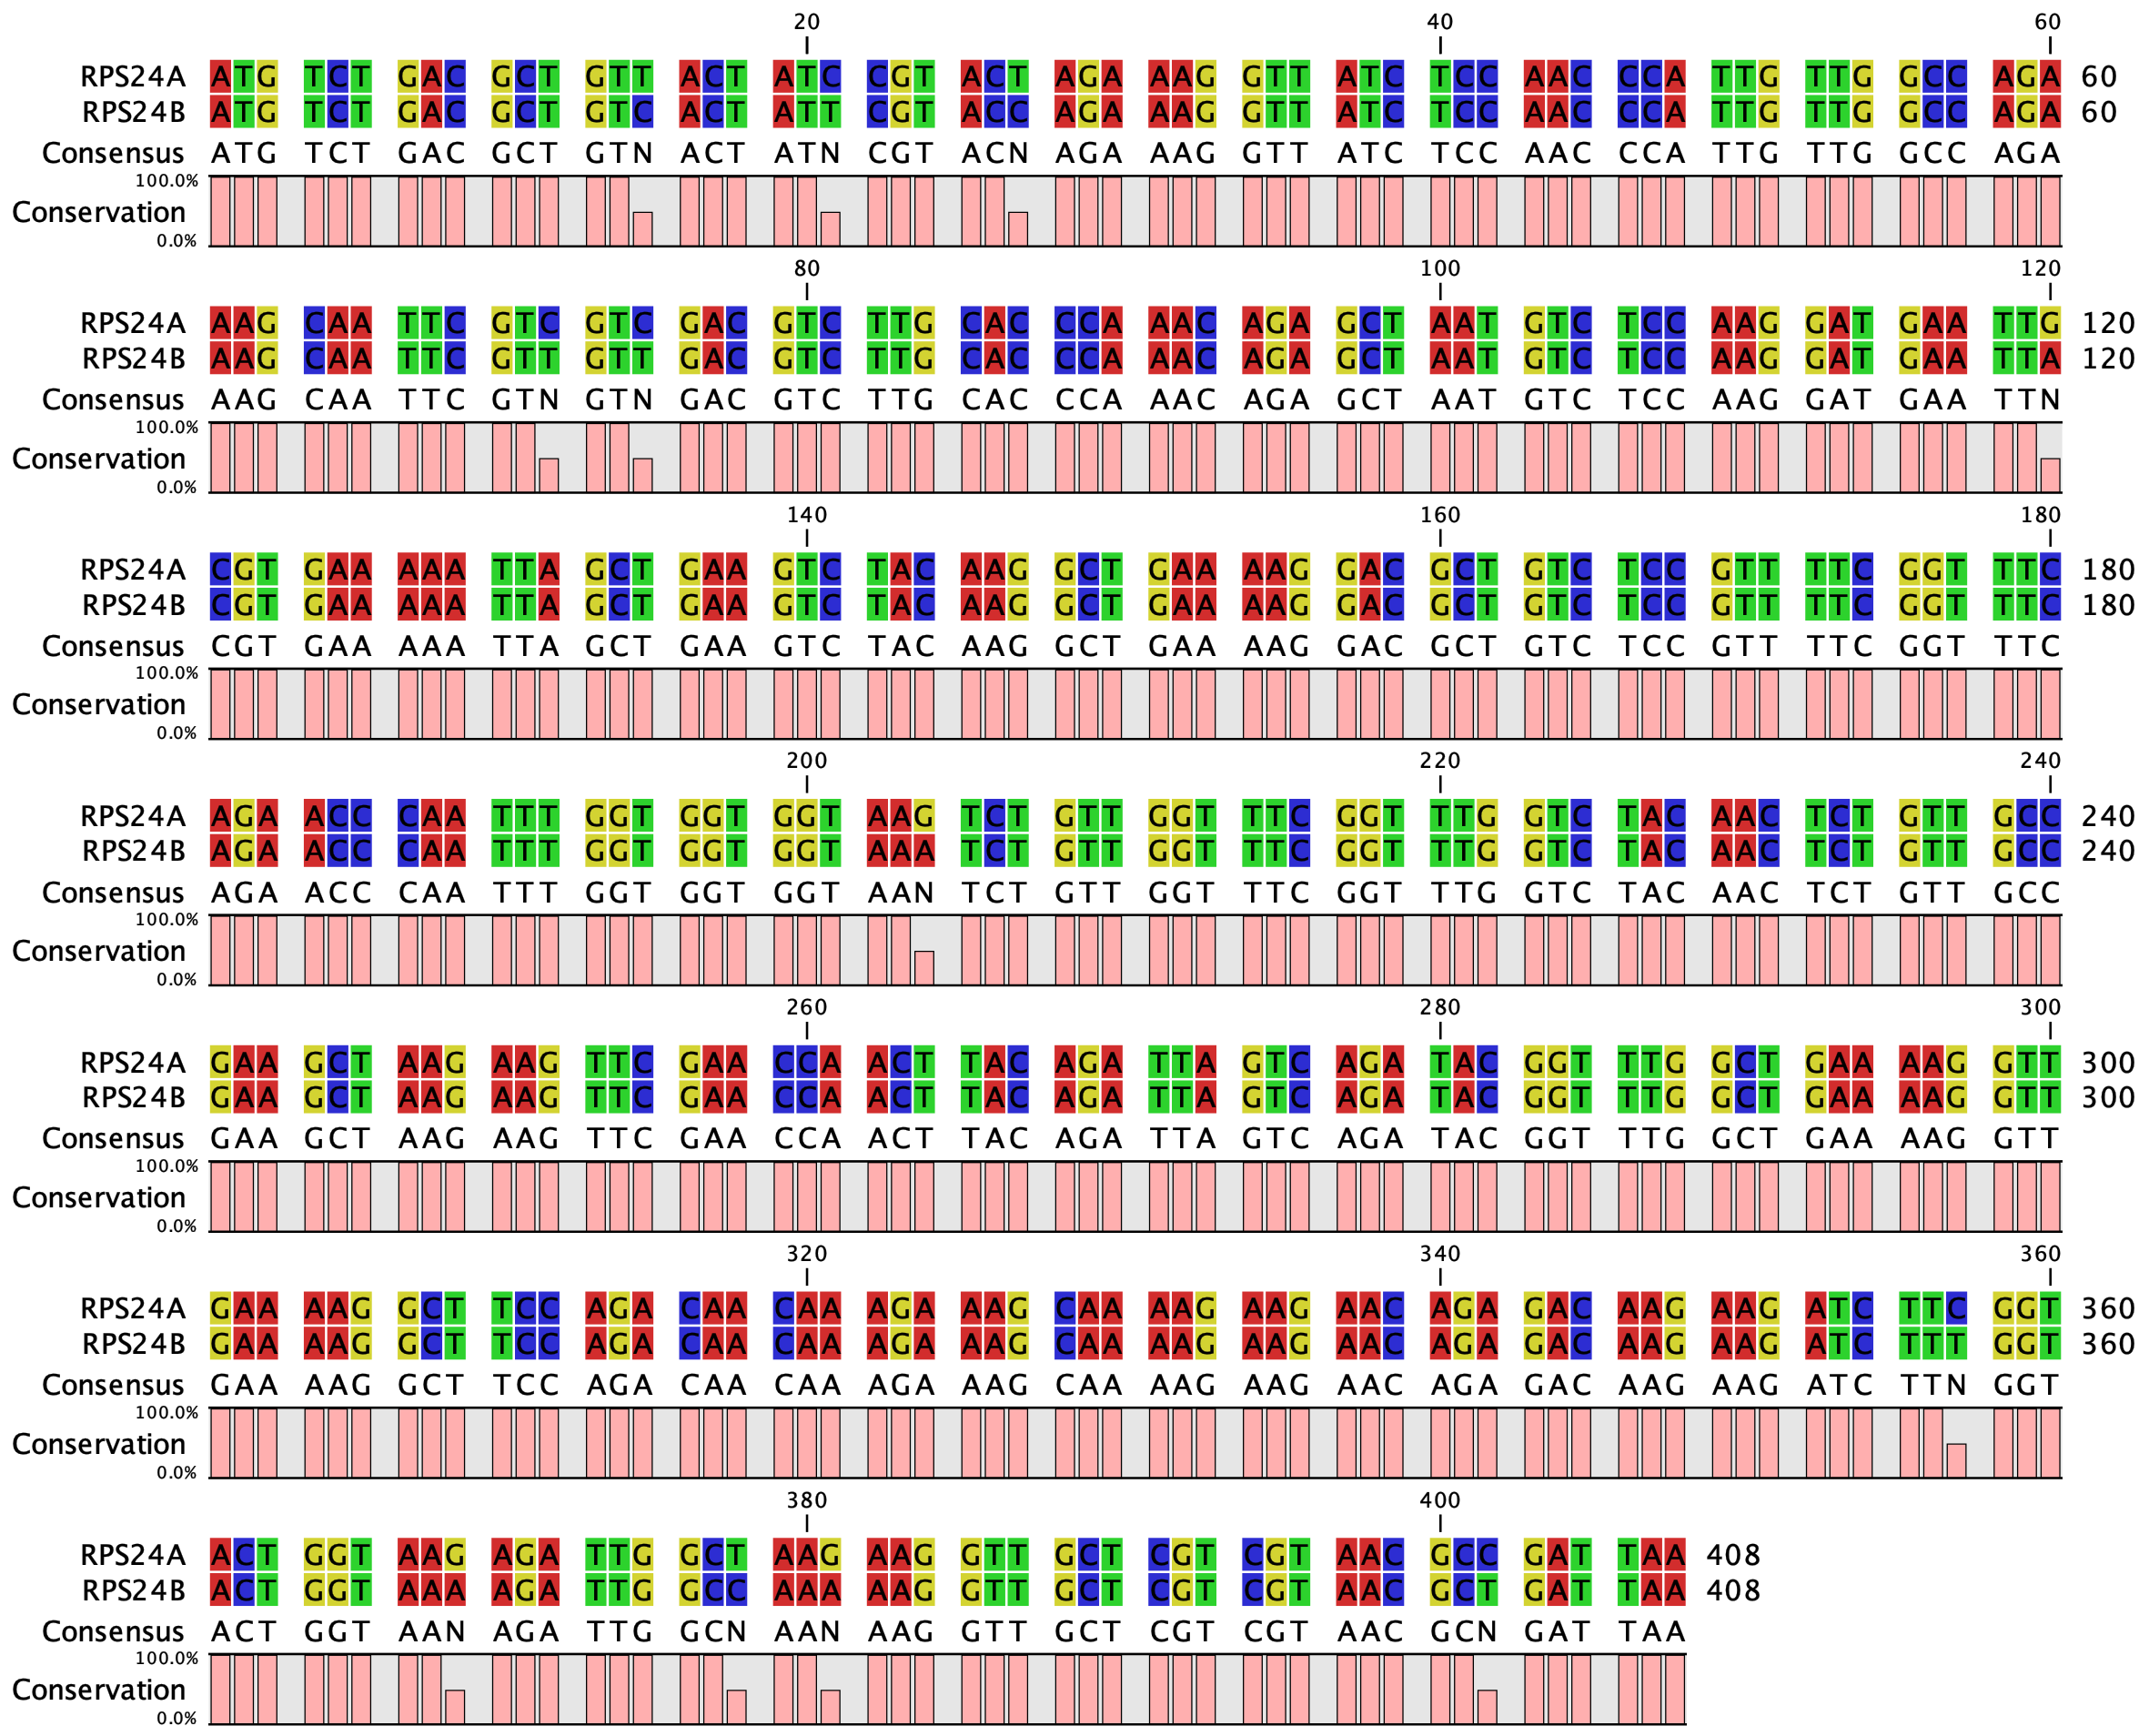 20 40 60
RPS24A ATG TCT GAC GCT GTT ACT ATC CGT ACT AGA AAG GTT ATC TCC AAC CCA TTG TTG GCC AGA 60
RPS24B ATG TCT GAC GCT GTC ACT ATT CGT ACC AGA AAG GTT ATC TCC AAC CCA TTG TTG GCC AGA 60
Consensus ATG TCT GAC GCT GTN ACT ATN CGT ACN AGA AAG GTT ATC TCC AAC CCA TTG TTG GCC AGA
100.0%
Conservation
0.0%
80 100 120
RPS24A AAG CAA TTC GTC GTC GAC GTC TTG CAC CCA AAC AGA GCT AAT GTC TCC AAG GAT GAA TTG 120
RPS24B AAG CAA TTC GTT GTT GAC GTC TTG CAC CCA AAC AGA GCT AAT GTC TCC AAG GAT GAA TTA 120
Consensus AAG CAA TTC GTN GTN GAC GTC TTG CAC CCA AAC AGA GCT AAT GTC TCC AAG GAT GAA TTN
100.0%
Conservation
0.0%
140 160 180
RPS24A CGT GAA AAA TTA GCT GAA GTC TAC AAG GCT GAA AAG GAC GCT GTC TCC GTT TTC GGT TTC 180
RPS24B CGT GAA AAA TTA GCT GAA GTC TAC AAG GCT GAA AAG GAC GCT GTC TCC GTT TTC GGT TTC 180
Consensus CGT GAA AAA TTA GCT GAA GTC TAC AAG GCT GAA AAG GAC GCT GTC TCC GTT TTC GGT TTC
100.0%
Conservation
0.0%
200 220 240
RPS24A AGA ACC CAA TTT GGT GGT GGT AAG TCT GTT GGT TTC GGT TTG GTC TAC AAC TCT GTT GCC 240
RPS24B AGA ACC CAA TTT GGT GGT GGT AAA TCT GTT GGT TTC GGT TTG GTC TAC AAC TCT GTT GCC 240
Consensus AGA ACC CAA TTT GGT GGT GGT AAN TCT GTT GGT TTC GGT TTG GTC TAC AAC TCT GTT GCC
100.0%
Conservation
0.0%
260 280 300
RPS24A GAA GCT AAG AAG TTC GAA CCA ACT TAC AGA TTA GTC AGA TAC GGT TTG GCT GAA AAG GTT 300
RPS24B GAA GCT AAG AAG TTC GAA CCA ACT TAC AGA TTA GTC AGA TAC GGT TTG GCT GAA AAG GTT 300
Consensus GAA GCT AAG AAG TTC GAA CCA ACT TAC AGA TTA GTC AGA TAC GGT TTG GCT GAA AAG GTT
100.0%
Conservation
0.0%
320 340 360
RPS24A GAA AAG GCT TCC AGA CAA CAA AGA AAG CAA AAG AAG AAC AGA GAC AAG AAG ATC TTC GGT 360
RPS24B GAA AAG GCT TCC AGA CAA CAA AGA AAG CAA AAG AAG AAC AGA GAC AAG AAG ATC TTT GGT 360
Consensus GAA AAG GCT TCC AGA CAA CAA AGA AAG CAA AAG AAG AAC AGA GAC AAG AAG ATC TTN GGT
100.0%
Conservation
0.0%
380 400
RPS24A ACT GGT AAG AGA TTG GCT AAG AAG GTT GCT CGT CGT AAC GCC GAT TAA 408
RPS24B ACT GGT AAA AGA TTG GCC AAA AAG GTT GCT CGT CGT AAC GCT GAT TAA 408
Consensus ACT GGT AAN AGA TTG GCN AAN AAG GTT GCT CGT CGT AAC GCN GAT TAA
100.0%
Conservation
0.0%